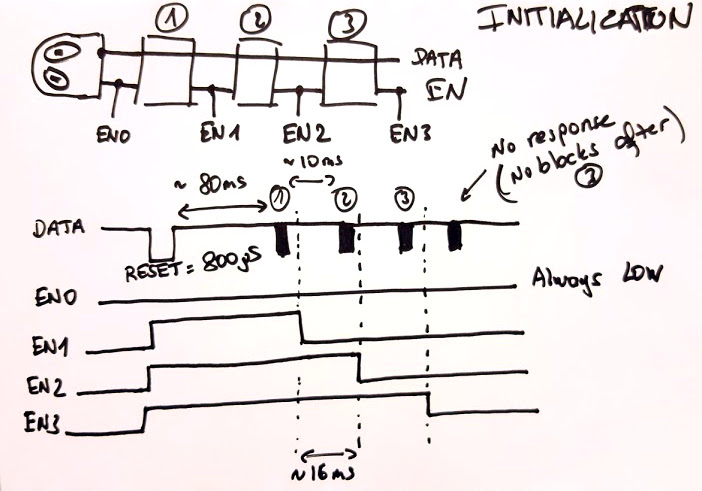 INITIALIZATION
① ② ③
DATA
EN
EN0 EN1 EN2 EN3
No response
(No blocks after
③)
~10ms
~80ms
① ② ③
DATA
RESET = 800µs
EN0
Always LOW
EN1
EN2
EN3
~16ms